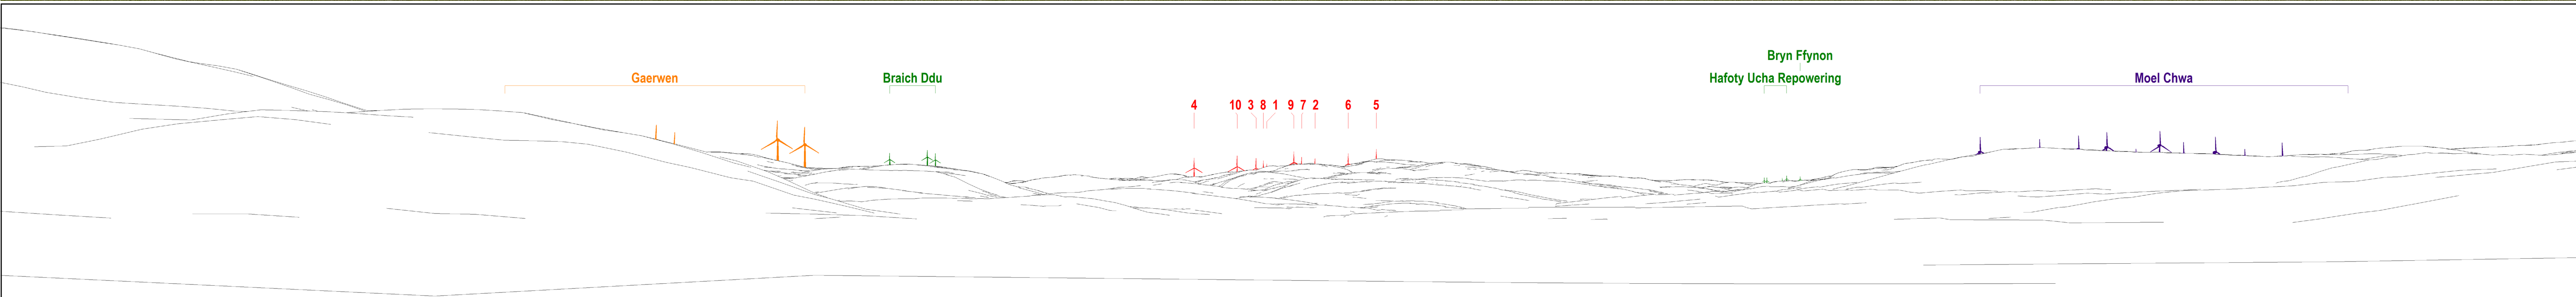 Bryn Ffynon
Gaerwen Braich Ddu Hafoty Ucha Repowering Moel Chwa
4 10 3 8 1 9 7 2 6 5